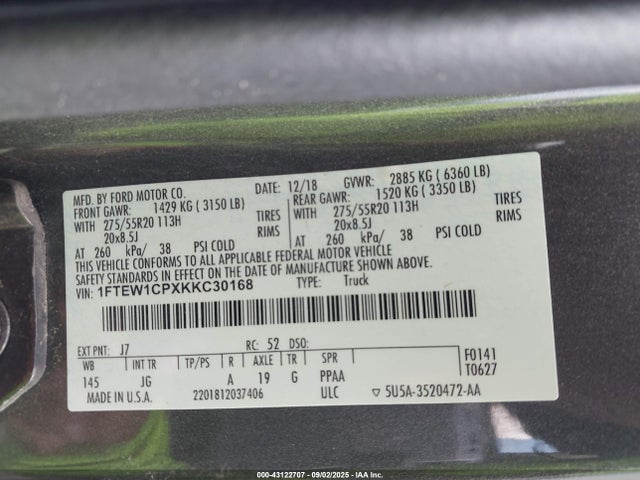 MFD. BY FORD MOTOR CO. DATE: 12/18 GVWR: 2885 KG ( 6360 LB)
FRONT GAWR: 1429 KG ( 3150 LB) REAR GAWR: 1520 KG ( 3350 LB)
WITH 275/55R20 113H TIRES WITH 275/55R20 113H TIRES
20x8.5J RIMS 20x8.5J RIMS
AT 260 kPa/ 38 PSI COLD AT 260 kPa/ 38 PSI COLD
THIS VEHICLE CONFORMS TO ALL APPLICABLE FEDERAL MOTOR VEHICLE
SAFETY STANDARDS IN EFFECT ON THE DATE OF MANUFACTURE SHOWN ABOVE.
VIN: 1FTEW1CPXKKC30168 TYPE: Truck
EXT PNT: J7 RC: 52 DSO: F0141
WB INT TR TP/PS R AXLE TR SPR T0627
145 JG A 19 G PPAA
MADE IN U.S.A. 2201812037406 ULC ▽ 5U5A-3520472-AA
000-43122707 - 09/02/2025 - IAA Inc.